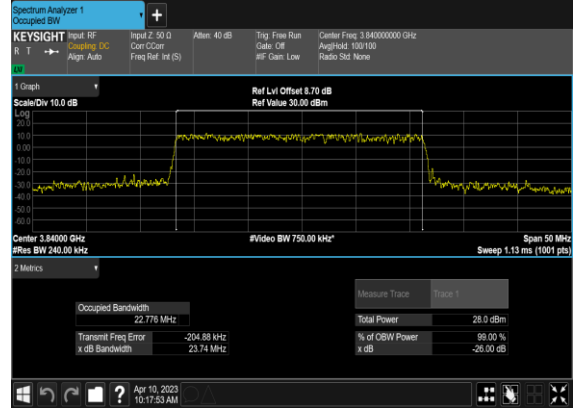 Spectrum Analyzer 1
Occupied BW
+
KEYSIGHT Input: RF Input Z: 50 Ω Atten: 40 dB Trig: Free Run Center Freq: 3.840000000 GHz
R T Coupling: DC Corr CCorr Gate: Off Avg|Hold: 100/100
Align: Auto Freq Ref: Int (S) #IF Gain: Low Radio Std: None
1 Graph Ref Lvl Offset 8.70 dB
Scale/Div 10.0 dB Ref Value 30.00 dBm
Log
20.0
10.0
0.00
-10.0
-20.0
-30.0
-40.0
-50.0
-60.0
Center 3.84000 GHz #Video BW 750.00 kHz* Span 50 MHz
#Res BW 240.00 kHz Sweep 1.13 ms (1001 pts)
2 Metrics
Measure Trace Trace 1
Occupied Bandwidth
22.776 MHz Total Power 28.0 dBm
Transmit Freq Error -204.88 kHz % of OBW Power 99.00 %
x dB Bandwidth 23.74 MHz x dB -26.00 dB
? Apr 10, 2023
10:17:53 AM